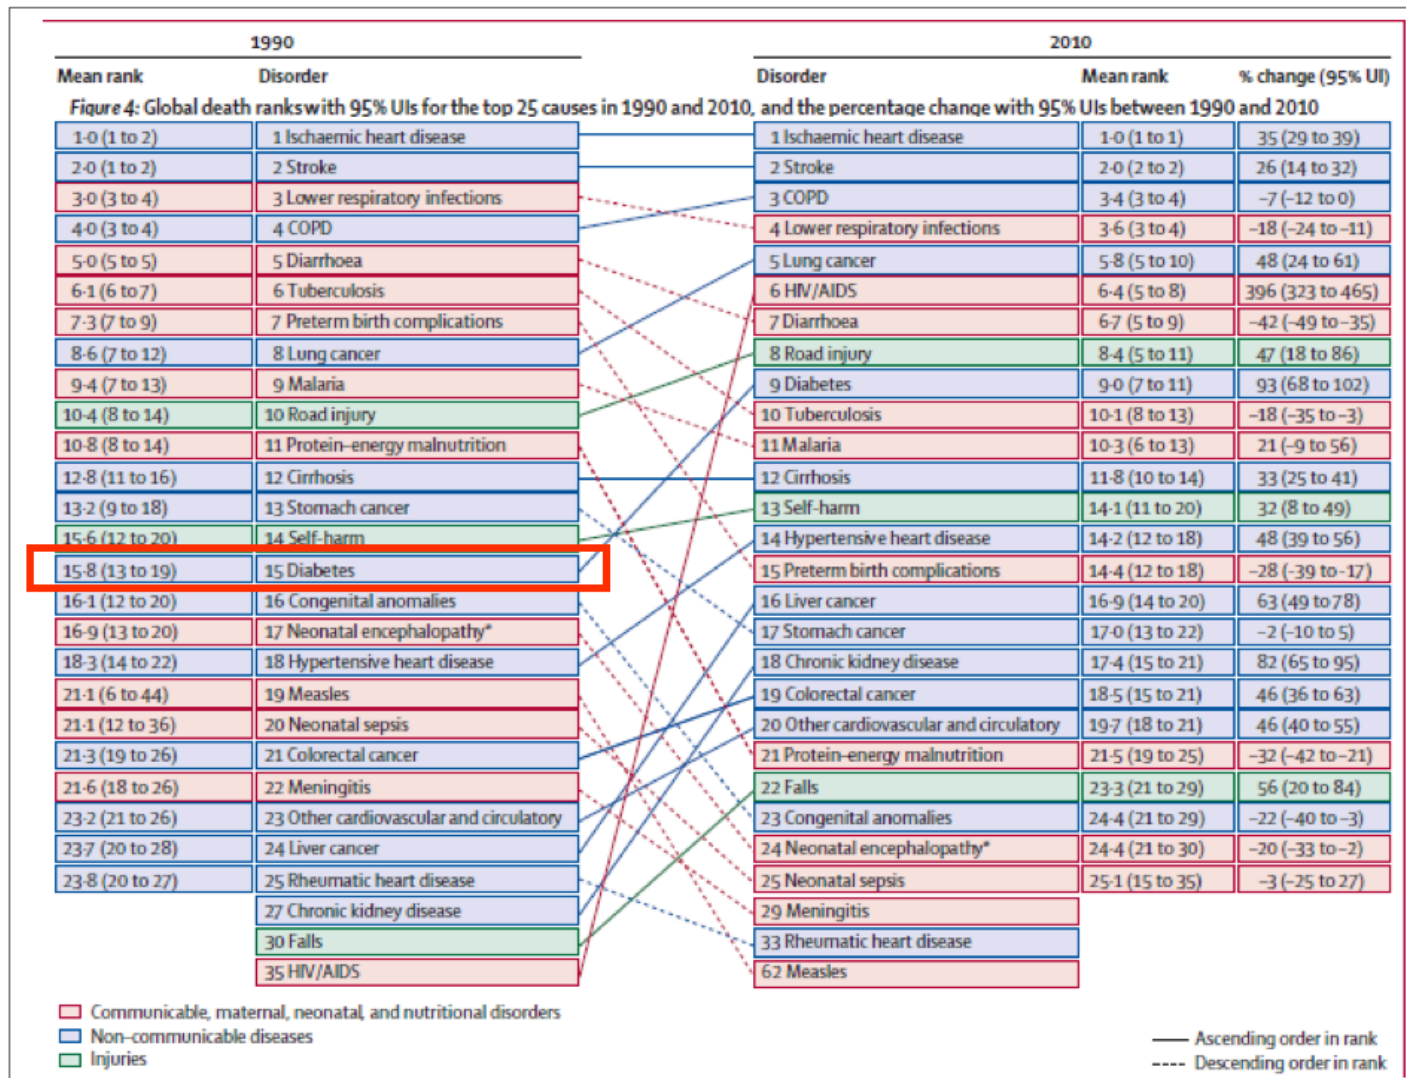 1990 2010
Mean rank Disorder Disorder Mean rank % change (95% UI)
Figure 4: Global death ranks with 95% UIs for the top 25 causes in 1990 and 2010, and the percentage change with 95% UIs between 1990 and 2010
1·0 (1 to 2) 1 Ischaemic heart disease 1 Ischaemic heart disease 1·0 (1 to 1) 35 (29 to 39)
2·0 (1 to 2) 2 Stroke 2 Stroke 2·0 (2 to 2) 26 (14 to 32)
3·0 (3 to 4) 3 Lower respiratory infections 3 COPD 3·4 (3 to 4) –7 (–12 to 0)
4·0 (3 to 4) 4 COPD 4 Lower respiratory infections 3·6 (3 to 4) –18 (–24 to –11)
5·0 (5 to 5) 5 Diarrhoea 5 Lung cancer 5·8 (5 to 10) 48 (24 to 61)
6·1 (6 to 7) 6 Tuberculosis 6 HIV/AIDS 6·4 (5 to 8) 396 (323 to 465)
7·3 (7 to 9) 7 Preterm birth complications 7 Diarrhoea 6·7 (5 to 9) –42 (–49 to –35)
8·6 (7 to 12) 8 Lung cancer 8 Road injury 8·4 (5 to 11) 47 (18 to 86)
9·4 (7 to 13) 9 Malaria 9 Diabetes 9·0 (7 to 11) 93 (68 to 102)
10·4 (8 to 14) 10 Road injury 10 Tuberculosis 10·1 (8 to 13) –18 (–35 to –3)
10·8 (8 to 14) 11 Protein–energy malnutrition 11 Malaria 10·3 (6 to 13) 21 (–9 to 56)
12·8 (11 to 16) 12 Cirrhosis 12 Cirrhosis 11·8 (10 to 14) 33 (25 to 41)
13·2 (9 to 18) 13 Stomach cancer 13 Self-harm 14·1 (11 to 20) 32 (8 to 49)
15·6 (12 to 20) 14 Self-harm 14 Hypertensive heart disease 14·2 (12 to 18) 48 (39 to 56)
15·8 (13 to 19) 15 Diabetes 15 Preterm birth complications 14·4 (12 to 18) –28 (–39 to –17)
16·1 (12 to 20) 16 Congenital anomalies 16 Liver cancer 16·9 (14 to 20) 63 (49 to 78)
16·9 (13 to 20) 17 Neonatal encephalopathy* 17 Stomach cancer 17·0 (13 to 22) –2 (–10 to 5)
18·3 (14 to 22) 18 Hypertensive heart disease 18 Chronic kidney disease 17·4 (15 to 21) 82 (65 to 95)
21·1 (6 to 44) 19 Measles 19 Colorectal cancer 18·5 (15 to 21) 46 (36 to 63)
21·1 (12 to 36) 20 Neonatal sepsis 20 Other cardiovascular and circulatory 19·7 (18 to 21) 46 (40 to 55)
21·3 (19 to 26) 21 Colorectal cancer 21 Protein–energy malnutrition 21·5 (19 to 25) –32 (–42 to –21)
21·6 (18 to 26) 22 Meningitis 22 Falls 23·3 (21 to 29) 56 (20 to 84)
23·2 (21 to 26) 23 Other cardiovascular and circulatory 23 Congenital anomalies 24·4 (21 to 29) –22 (–40 to –3)
23·7 (20 to 28) 24 Liver cancer 24 Neonatal encephalopathy* 24·4 (21 to 30) –20 (–33 to –2)
23·8 (20 to 27) 25 Rheumatic heart disease 25 Neonatal sepsis 25·1 (15 to 35) –3 (–25 to 27)
27 Chronic kidney disease 29 Meningitis
30 Falls 33 Rheumatic heart disease
35 HIV/AIDS 62 Measles
Communicable, maternal, neonatal, and nutritional disorders
Non–communicable diseases
Injuries
Ascending order in rank
Descending order in rank